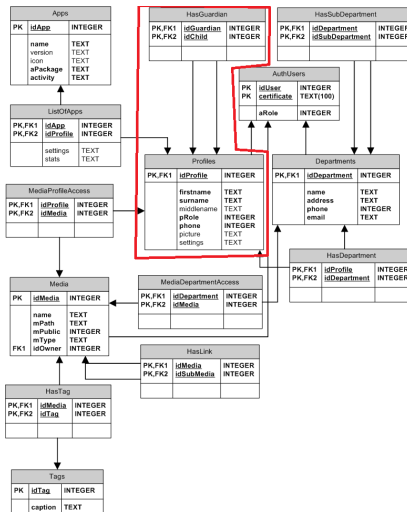 Apps
PK idApp INTEGER
name TEXT
version TEXT
icon TEXT
aPackage TEXT
activity TEXT
HasGuardian
PK,FK1 idGuardian INTEGER
PK,FK2 idChild INTEGER
HasSubDepartment
PK,FK1 idDepartment INTEGER
PK,FK2 idSubDepartment INTEGER
AuthUsers
PK idUser INTEGER
PK certificate TEXT(100)
aRole INTEGER
ListOfApps
PK,FK1 idApp INTEGER
PK,FK2 idProfile INTEGER
settings TEXT
stats TEXT
Profiles
PK,FK1 idProfile INTEGER
firstname TEXT
surname TEXT
middlename TEXT
pRole INTEGER
phone INTEGER
picture TEXT
settings TEXT
Departments
PK,FK1 idDepartment INTEGER
name TEXT
address TEXT
phone INTEGER
email TEXT
MediaProfileAccess
PK,FK1 idProfile INTEGER
PK,FK2 idMedia INTEGER
HasDepartment
PK,FK1 idProfile INTEGER
PK,FK2 idDepartment INTEGER
Media
PK idMedia INTEGER
name TEXT
mPath TEXT
mPublic INTEGER
mType TEXT
FK1 idOwner INTEGER
MediaDepartmentAccess
PK,FK1 idDepartment INTEGER
PK,FK2 idMedia INTEGER
HasLink
PK,FK1 idMedia INTEGER
PK,FK2 idSubMedia INTEGER
HasTag
PK,FK1 idMedia INTEGER
PK,FK2 idTag INTEGER
Tags
PK idTag INTEGER
caption TEXT